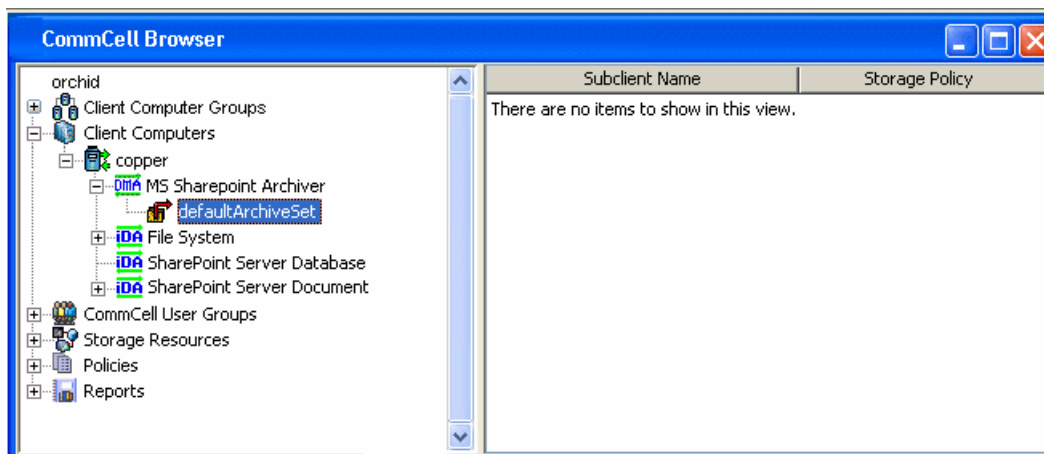 CommCell Browser
orchid
Client Computer Groups
Client Computers
copper
DMA MS Sharepoint Archiver
defaultArchiveSet
iDA File System
iDA SharePoint Server Database
iDA SharePoint Server Document
CommCell User Groups
Storage Resources
Policies
Reports
Subclient Name Storage Policy
There are no items to show in this view.